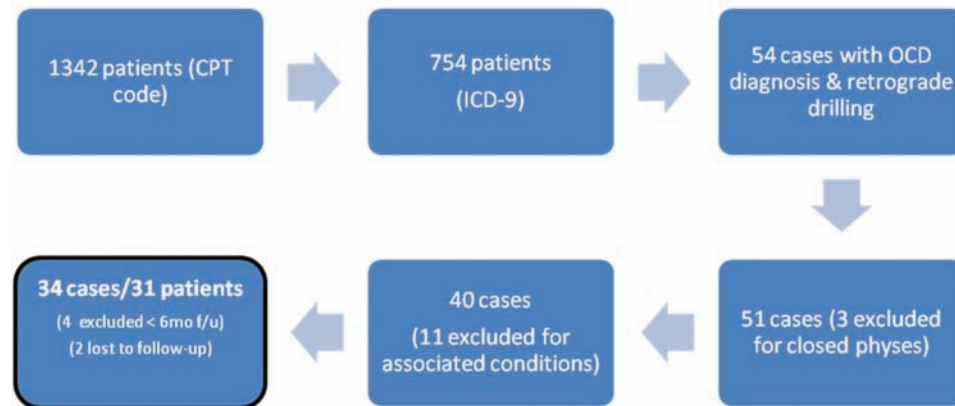 1342 patients (CPT
code)
754 patients
(ICD-9)
54 cases with OCD
diagnosis & retrograde
drilling
51 cases (3 excluded
for closed physes)
40 cases
(11 excluded for
associated conditions)
34 cases/31 patients
(4 excluded < 6mo f/u)
(2 lost to follow-up)